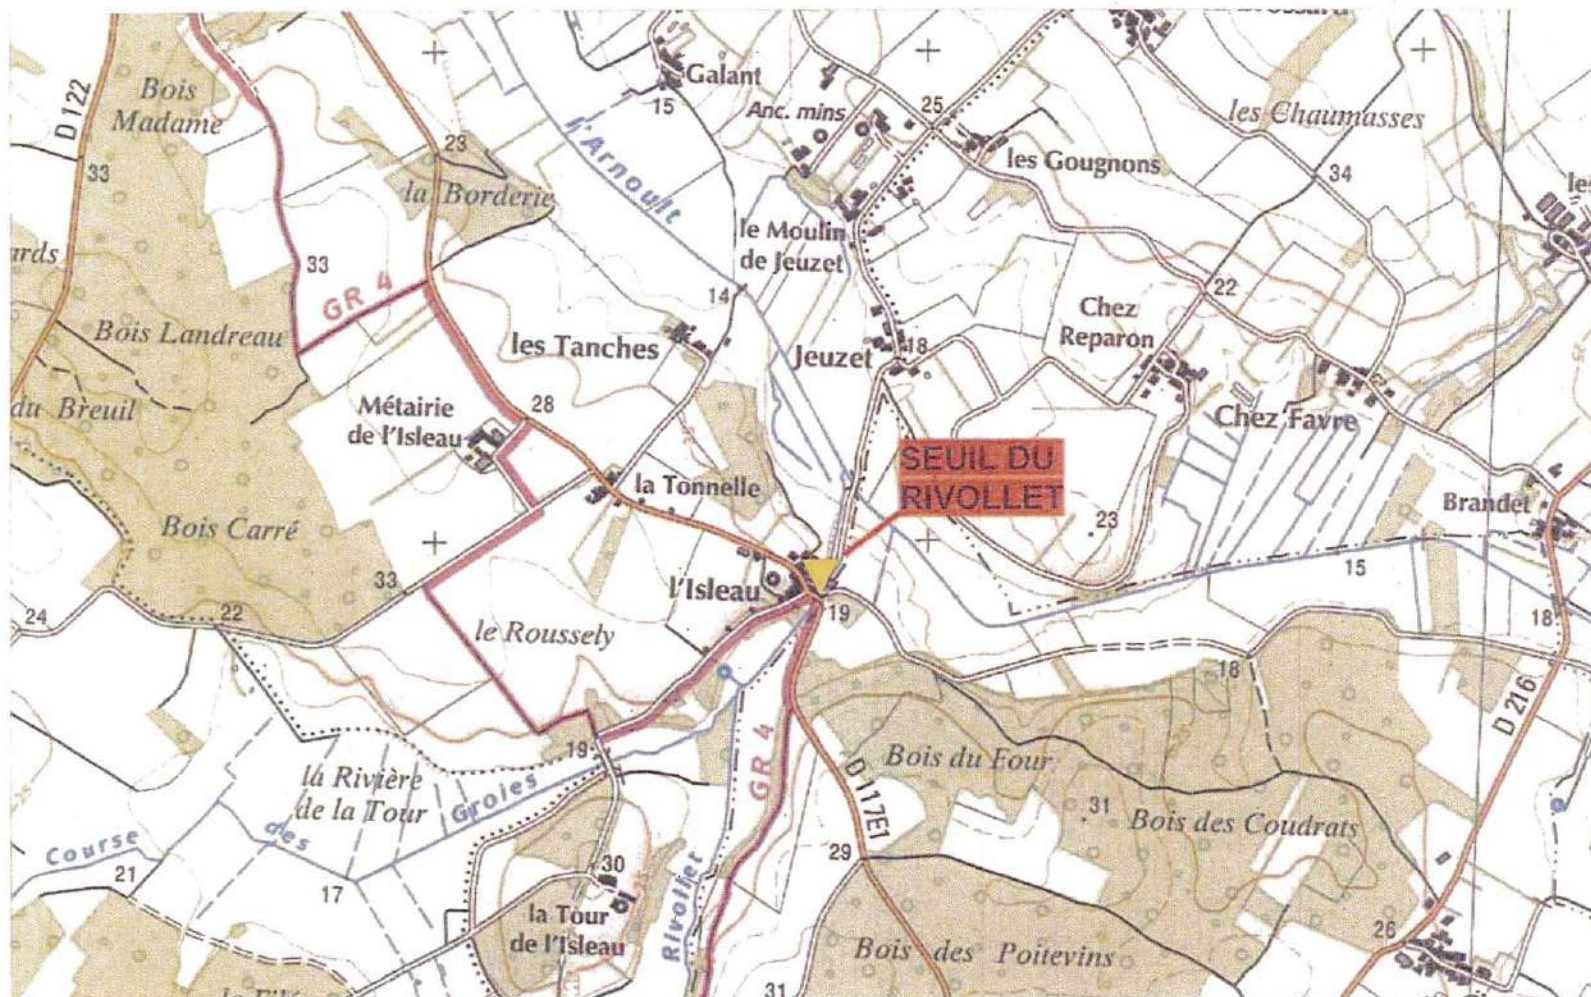 D 122
Bois
Madame
33
23
la Borderie
Galant
15
l'Arnoult
Anc. mins
25
les Gougnons
les Chaumasses
34
le Moulin
de Jeuzet
33
GR 4
14
22
Bois Landreau
les Tanches
Jeuzet
18
Chez
Reparon
du Breuil
Métairie
de l'Isleau
28
Chez Favre
SEUIL DU
RIVOLLET
la Tonnelle
23
Brandet
Bois Carré
33
l'Isleau
19
15
18
24
22
le Roussely
18
D 216
19
GR 4
D 117E1
Bois du Four
31
Bois des Coudrats
la Rivière
de la Tour
Course
des
Groies
21
17
30
29
la Tour
de l'Isleau
Rivollet
Bois des Poitevins
26
31